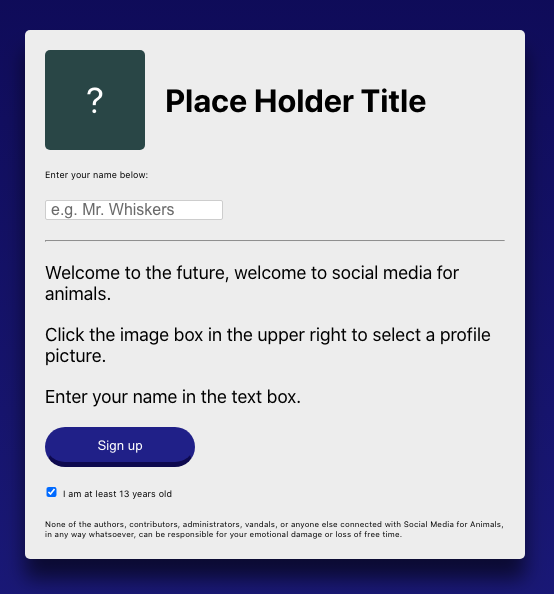 ?
Place Holder Title
Enter your name below:
e.g. Mr. Whiskers
Welcome to the future, welcome to social media for
animals.
Click the image box in the upper right to select a profile
picture.
Enter your name in the text box.
Sign up
I am at least 13 years old
None of the authors, contributors, administrators, vandals, or anyone else connected with Social Media for Animals,
in any way whatsoever, can be responsible for your emotional damage or loss of free time.